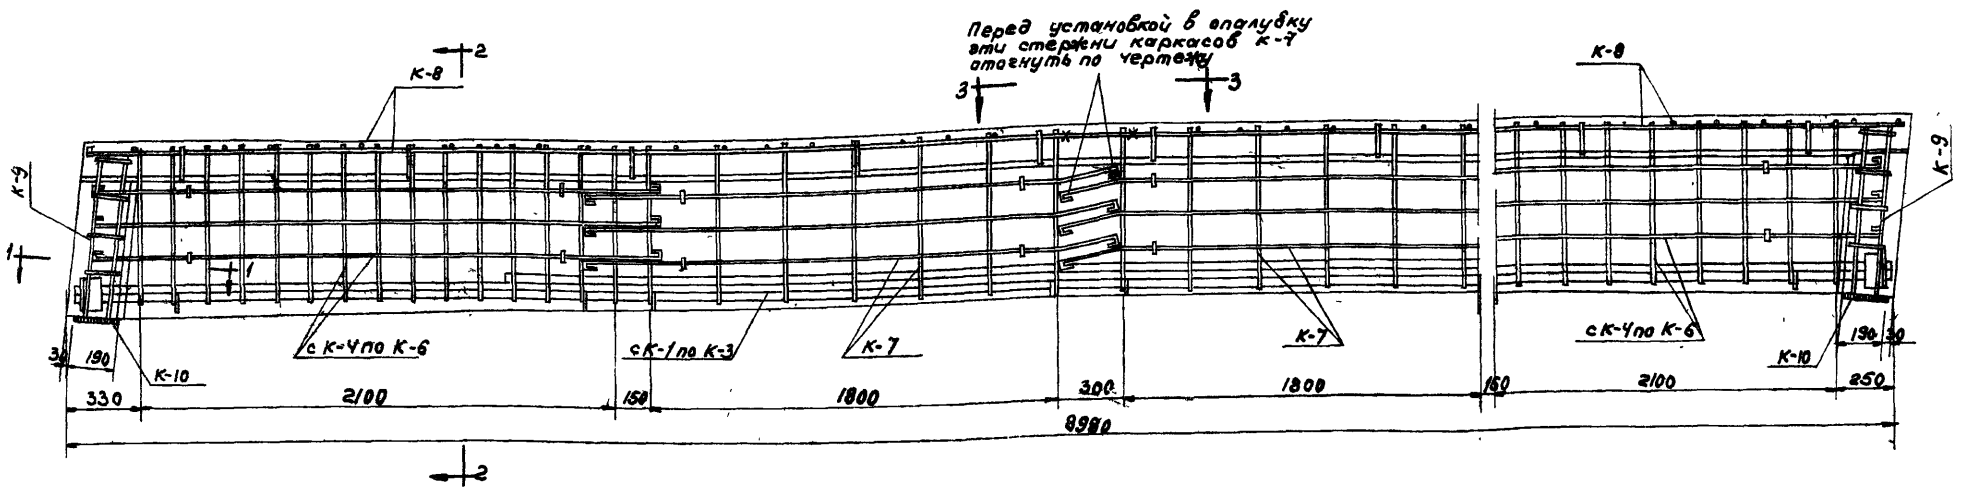 Перед установкой в опалубку
эти стержни каркасов К-7
отогнуть по чертежу
2
К-8
3
3
К-8
К-9
К-9
1
1
с К-4 по К-6
с К-1 по К-3
К-7
К-7
с К-4 по К-6
30
190
К-10
К-10
190
30
330
2100
150
1800
300
1800
150
2100
250
8980
2